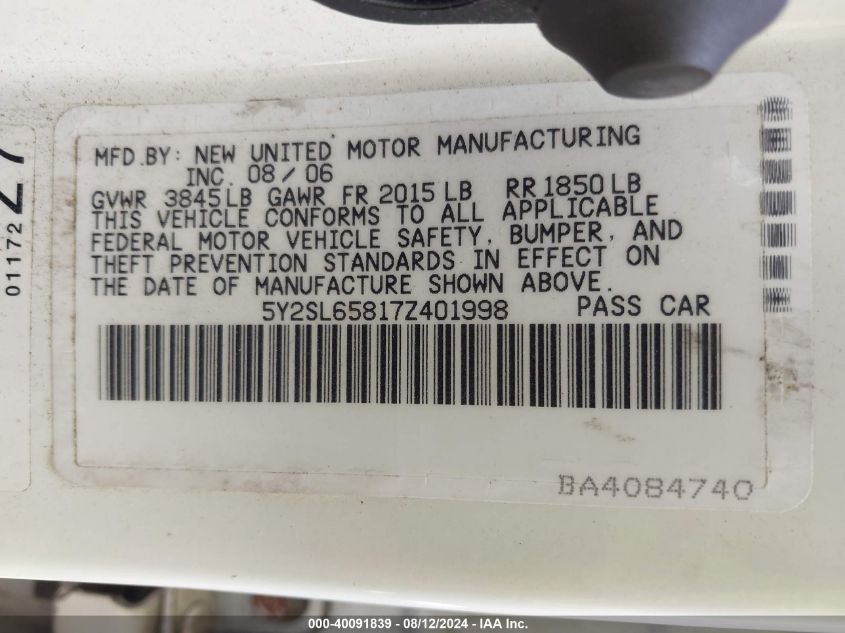 MFD.BY: NEW UNITED MOTOR MANUFACTURING
INC. 08/06
GVWR 3845LB GAWR FR 2015 LB RR 1850 LB
THIS VEHICLE CONFORMS TO ALL APPLICABLE
FEDERAL MOTOR VEHICLE SAFETY, BUMPER, AND
THEFT PREVENTION STANDARDS IN EFFECT ON
THE DATE OF MANUFACTURE SHOWN ABOVE.
5Y2SL65817Z401998 PASS CAR
BA4084740
01172
000-40091839 - 08/12/2024 - IAA Inc.